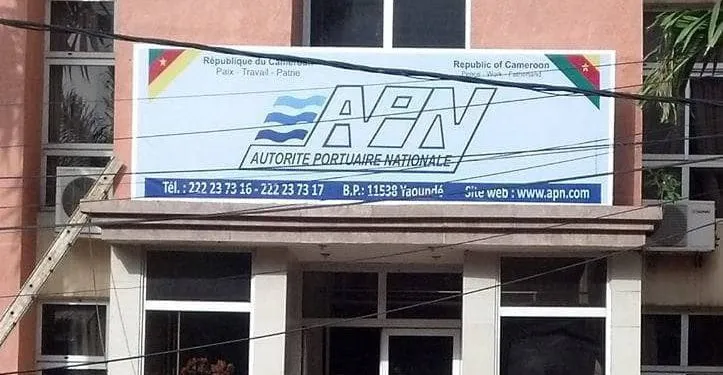 République du Cameroun
Paix - Travail - Patrie
Republic of Cameroon
Peace - Work - Fatherland
APN
AUTORITE PORTUAIRE NATIONALE
Tél. : 222 23 73 16 - 222 23 73 17 B.P.: 11538 Yaoundé Site web : www.apn.com